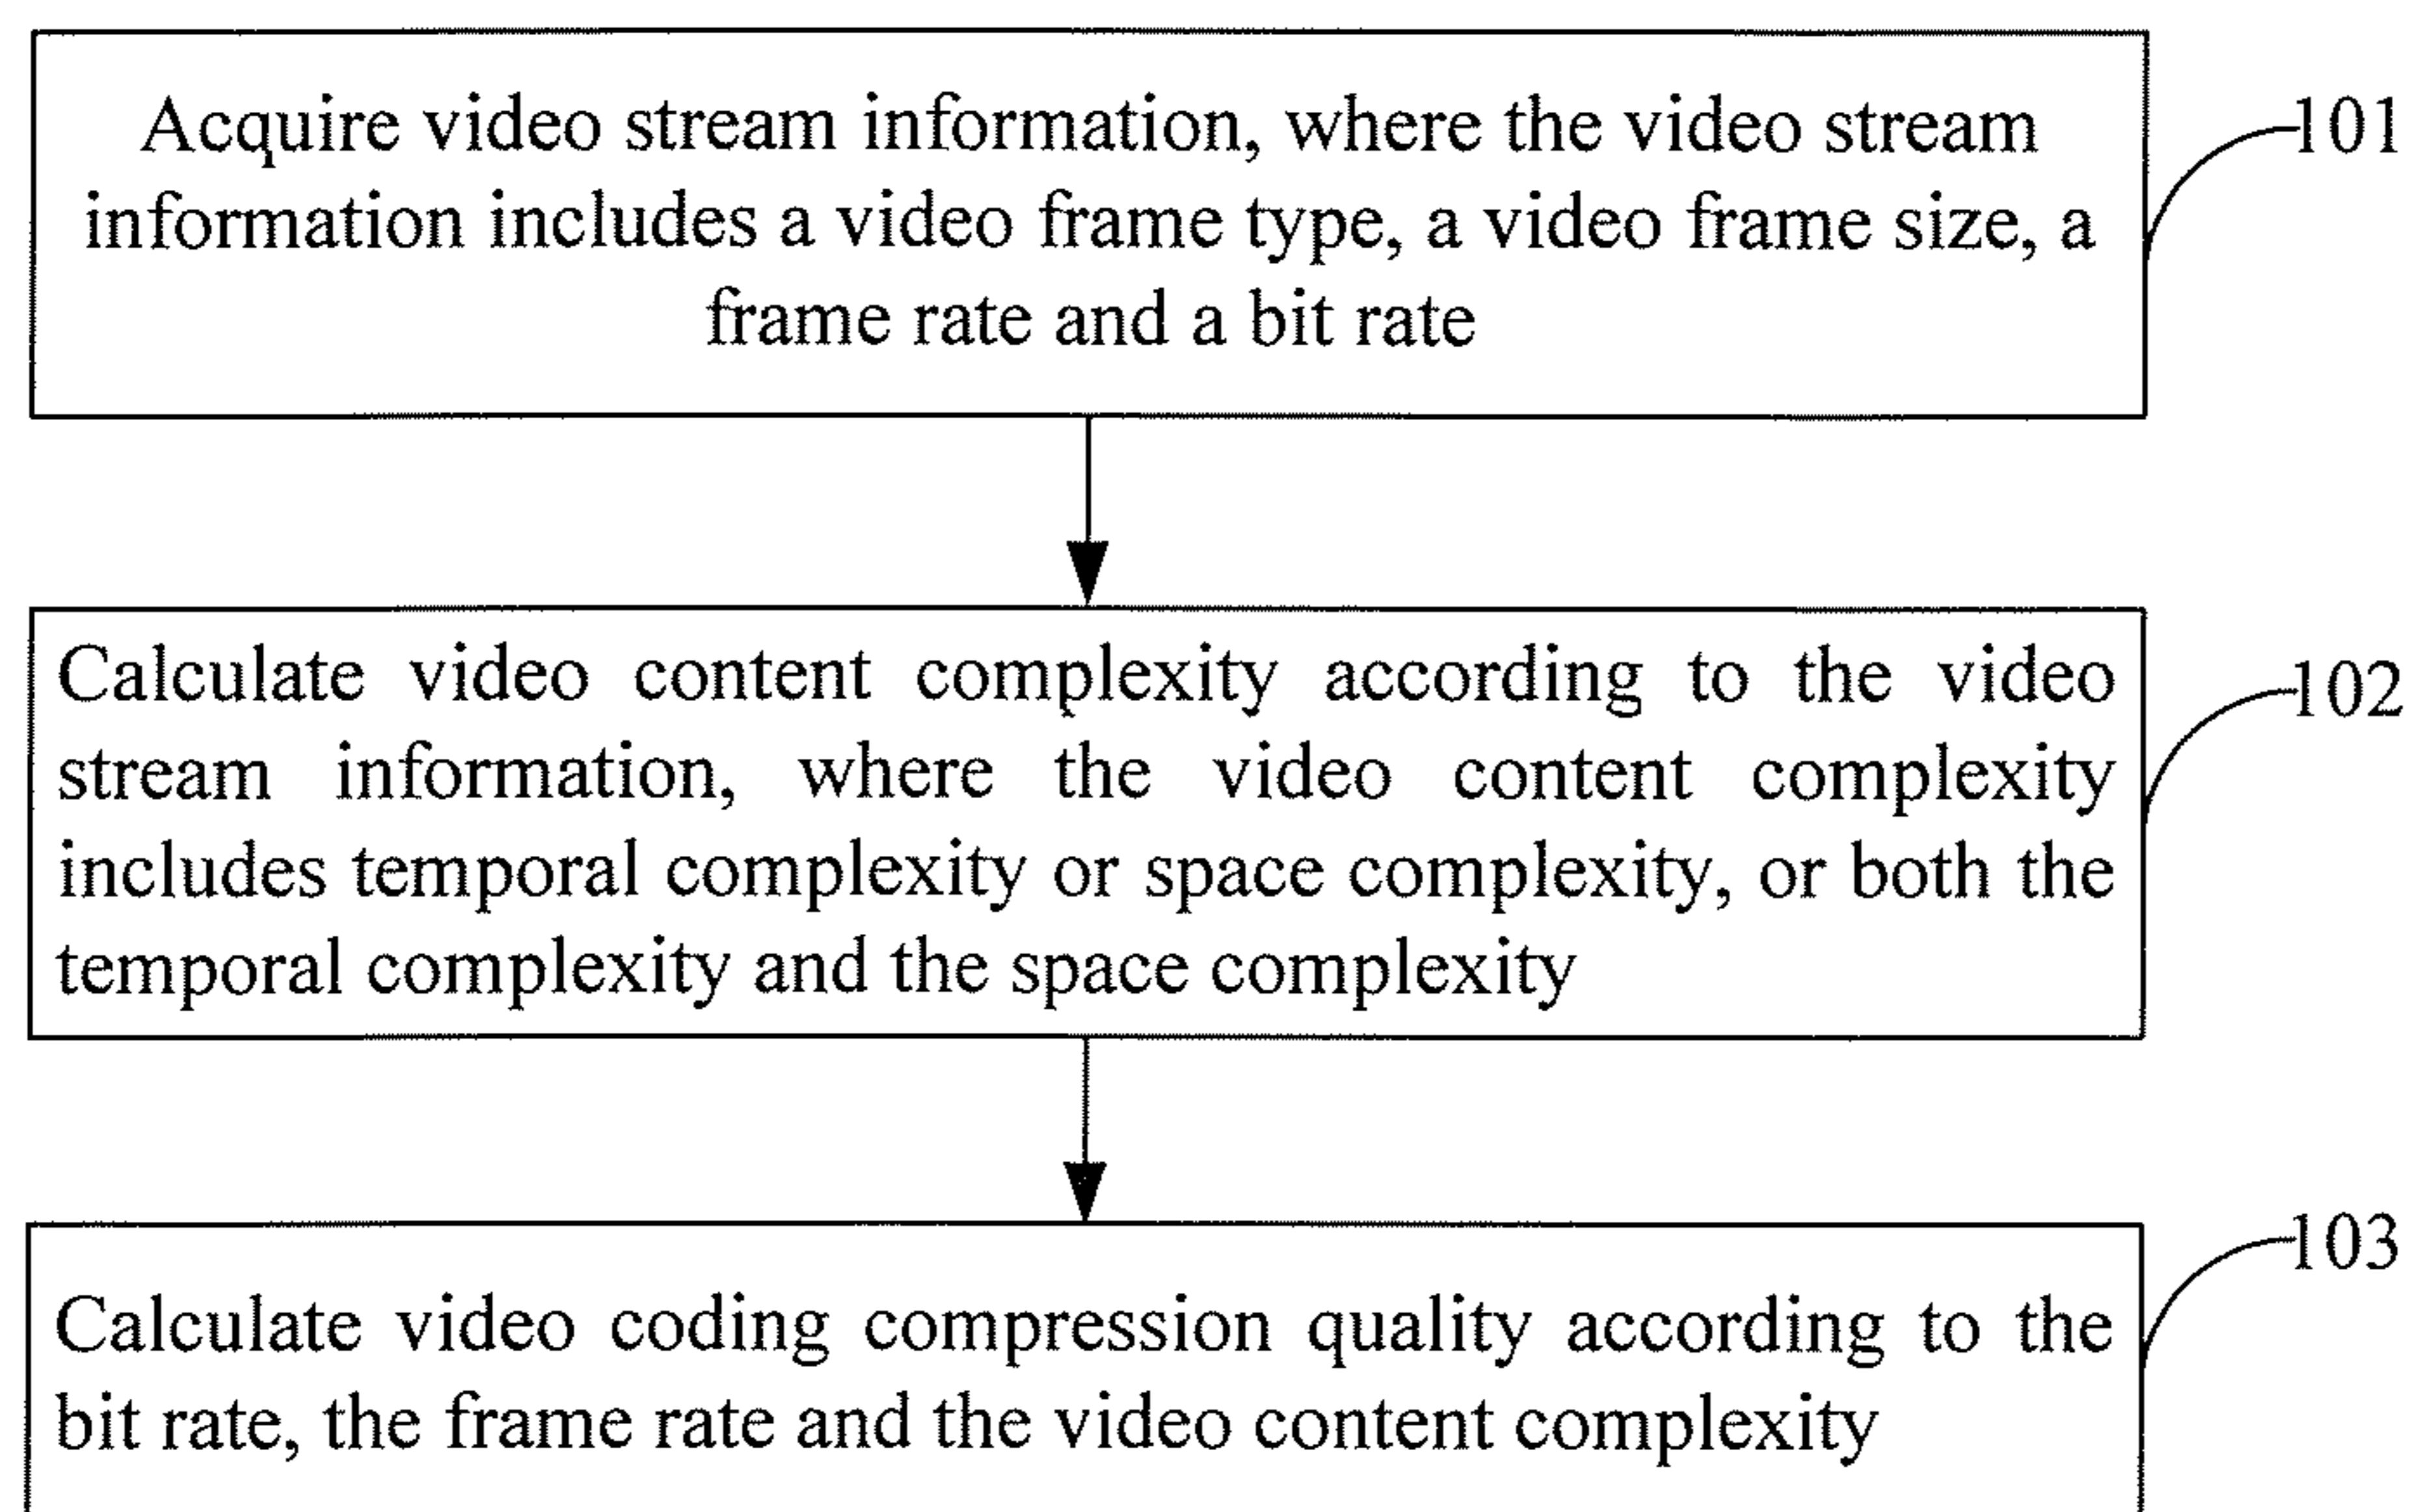 Acquire video stream information, where the video stream
information includes a video frame type, a video frame size, a
frame rate and a bit rate
101
Calculate video content complexity according to the video
stream information, where the video content complexity
includes temporal complexity or space complexity, or both the
temporal complexity and the space complexity
102
Calculate video coding compression quality according to the
bit rate, the frame rate and the video content complexity
103